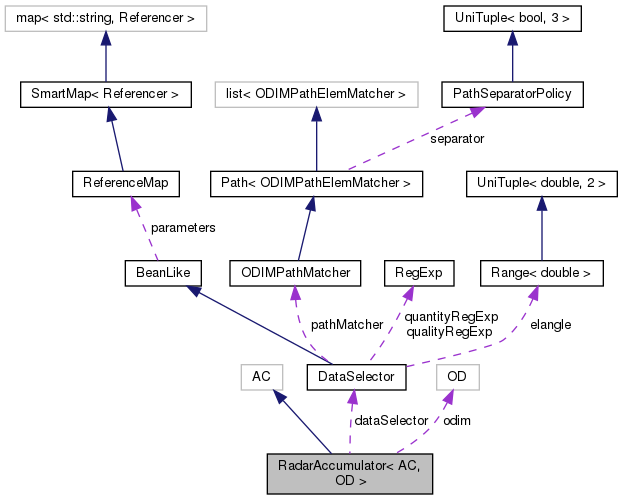 map< std::string, Referencer >
UniTuple< bool, 3 >
SmartMap< Referencer >
list< ODIMPathElemMatcher >
PathSeparatorPolicy
separator
ReferenceMap
Path< ODIMPathElemMatcher >
UniTuple< double, 2 >
parameters
BeanLike
ODIMPathMatcher
RegExp
Range< double >
pathMatcher
quantityRegExp
qualityRegExp
elangle
AC
DataSelector
OD
dataSelector
odim
RadarAccumulator< AC,
OD >